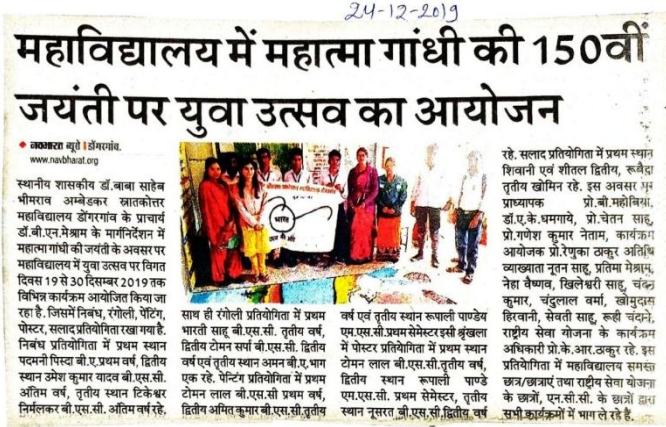 24-12-2019
महाविद्यालय में महात्मा गांधी की 150वीं
जयंती पर युवा उत्सव का आयोजन
नवभारत ब्यूरो | डोंगरगांव.
www.navbharat.org
स्थानीय शासकीय डॉ.बाबा साहेब
भीमराव अम्बेडकर स्नातकोत्तर
महाविद्यालय डोंगरगांव के प्राचार्य
डॉ.बी.एन.मेश्राम के मार्गनिर्देशन में
महात्मा गांधी की जयंती के अवसर पर
महाविद्यालय में युवा उत्सव पर विगत
दिवस 19 से 30 दिसम्बर 2019 तक
विभिन्न कार्यक्रम आयोजित किया जा
रहा है. जिसमें निबंध, रंगोली, पेंटिंग,
पोस्टर, सलाद प्रतियोगिता रखा गया है.
निबंध प्रतियोगिता में प्रथम स्थान
पदमनी पिस्दा बी.ए.प्रथम वर्ष, द्वितीय
स्थान उमेश कुमार यादव बी.एस.सी.
अंतिम वर्ष, तृतीय स्थान टिकेश्वर
निर्मलकर बी.एस.सी. अंतिम वर्ष रहे.
भारत
साथ ही रंगोली प्रतियोगिता में प्रथम
भारती साहू बी.एस.सी. तृतीय वर्ष,
द्वितीय टोमन सर्पा बी.एस.सी. द्वितीय
वर्ष एवं तृतीय स्थान अमन बी.ए.भाग
एक रहे. पेन्टिंग प्रतियोगिता में प्रथम
टोमन लाल बी.एस.सी प्रथम वर्ष,
द्वितीय अमित कुमार बी.एस.सी.तृतीय
वर्ष एवं तृतीय स्थान रूपाली पाण्डेय
एम.एस.सी.प्रथम सेमेस्टर इसी श्रृंखला
में पोस्टर प्रतियोगिता में प्रथम स्थान
टोमन लाल बी.एस.सी.तृतीय वर्ष,
द्वितीय स्थान रूपाली पाण्डे
एम.एस.सी. प्रथम सेमेस्टर, तृतीय
स्थान नूसरत बी.एस.सी.द्वितीय वर्ष
रहे. सलाद प्रतियोगिता में प्रथम स्थान
शिवानी एवं शीतल द्वितीय, रूबैदा
तृतीय खोमिन रहे. इस अवसर पर
प्राध्यापक प्रो.बी.महोबिया,
डॉ.ए.के.धमगाये, प्रो.चेतन साहू,
प्रो.गणेश कुमार नेताम, कार्यक्रम
आयोजक प्रो.रेणुका ठाकुर अतिथि
व्याख्याता नूतन साहू, प्रतिमा मेश्राम,
नेहा वैष्णव, खिलेश्वरी साहू,
कुमार, चंदुलाल वर्मा, खोमुदास
हिरवानी, सेवती साहू, रूही चंदाने.
राष्ट्रीय सेवा योजना के कार्यक्रम
अधिकारी प्रो.के.आर.ठाकुर रहे. इस
प्रतियोगिता में महाविद्यालय समस्त
छात्र/छात्राएं तथा राष्ट्रीय सेवा योजना
के छात्रों, एन.सी.सी. के छात्रों द्वारा
सभी कार्यक्रमों में भाग ले रहे हैं.